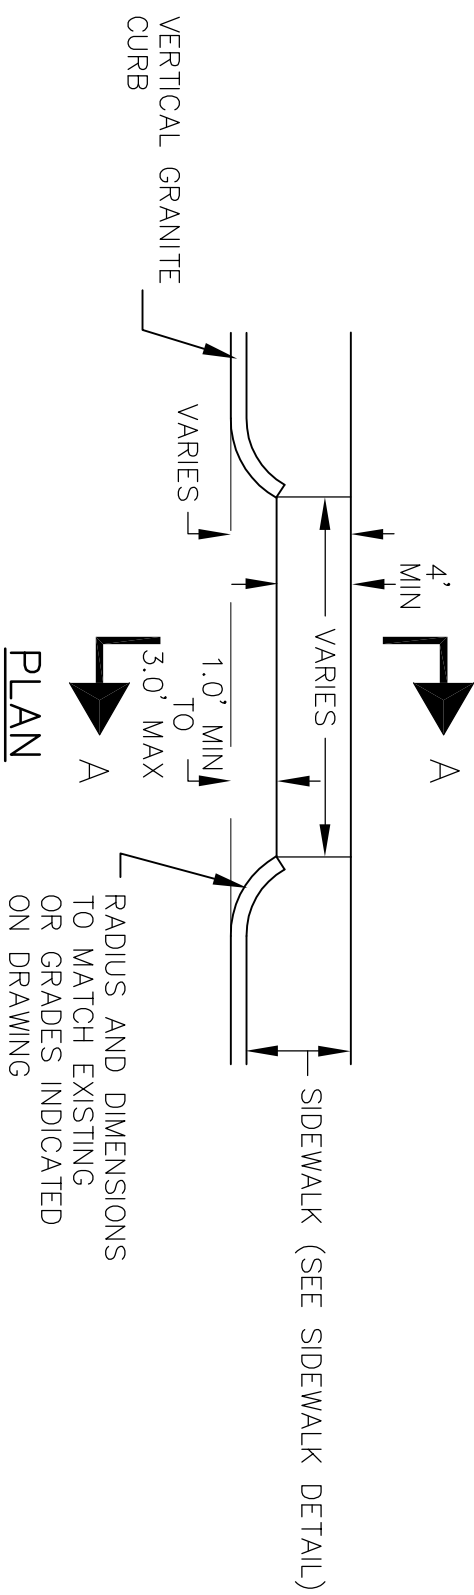 VERTICAL GRANITE
CURB
VARIES
4'
MIN
VARIES
1.0' MIN
TO
3.0' MAX
A
A
PLAN
RADIUS AND DIMENSIONS
TO MATCH EXISTING
OR GRADES INDICATED
ON DRAWING
SIDEWALK (SEE SIDEWALK DETAIL)